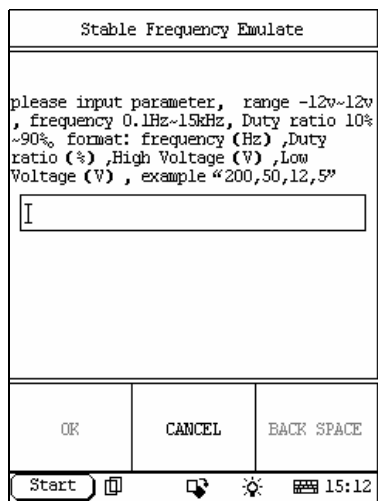 Stable Frequency Emulate
please input parameter, range -12v~12v
, frequency 0.1Hz~15kHz, Duty ratio 10%
~90%。 format: frequency (Hz) ,Duty
ratio (%) ,High Voltage (V) ,Low
Voltage (V) , example “200,50,12,5”
OK CANCEL BACK SPACE
Start 15:12